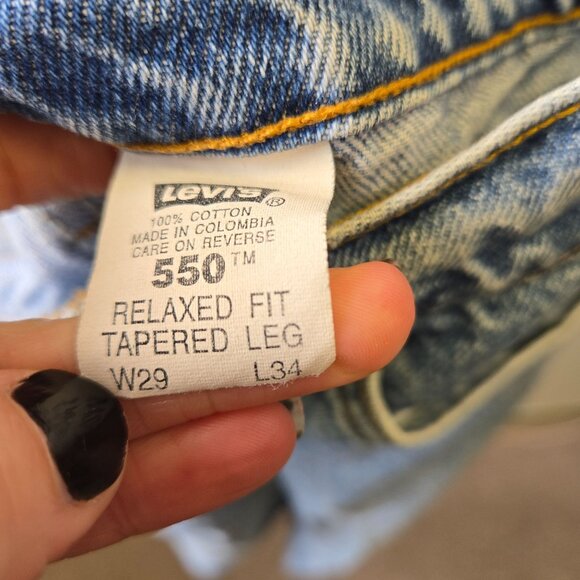 Levi's®
100% COTTON
MADE IN COLOMBIA
CARE ON REVERSE
550™
RELAXED FIT
TAPERED LEG
W29 L34